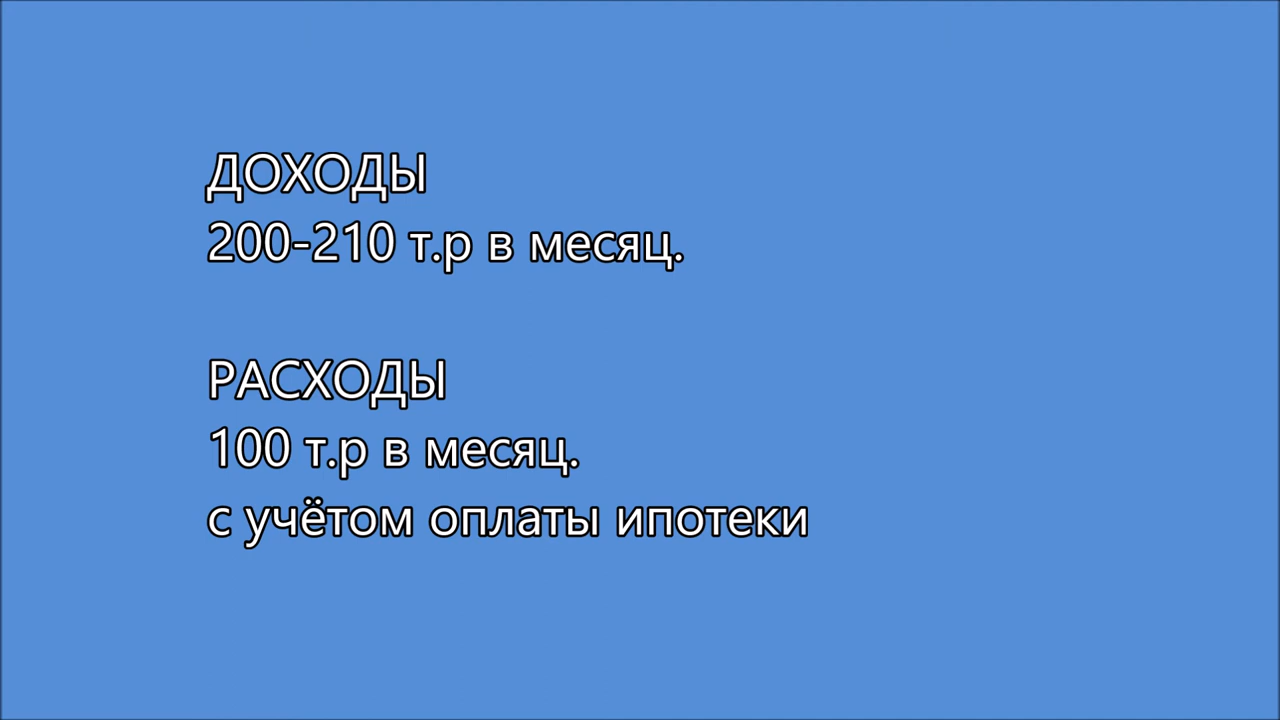 ДОХОДЫ
200-210 т.р в месяц.
РАСХОДЫ
100 т.р в месяц.
с учётом оплаты ипотеки